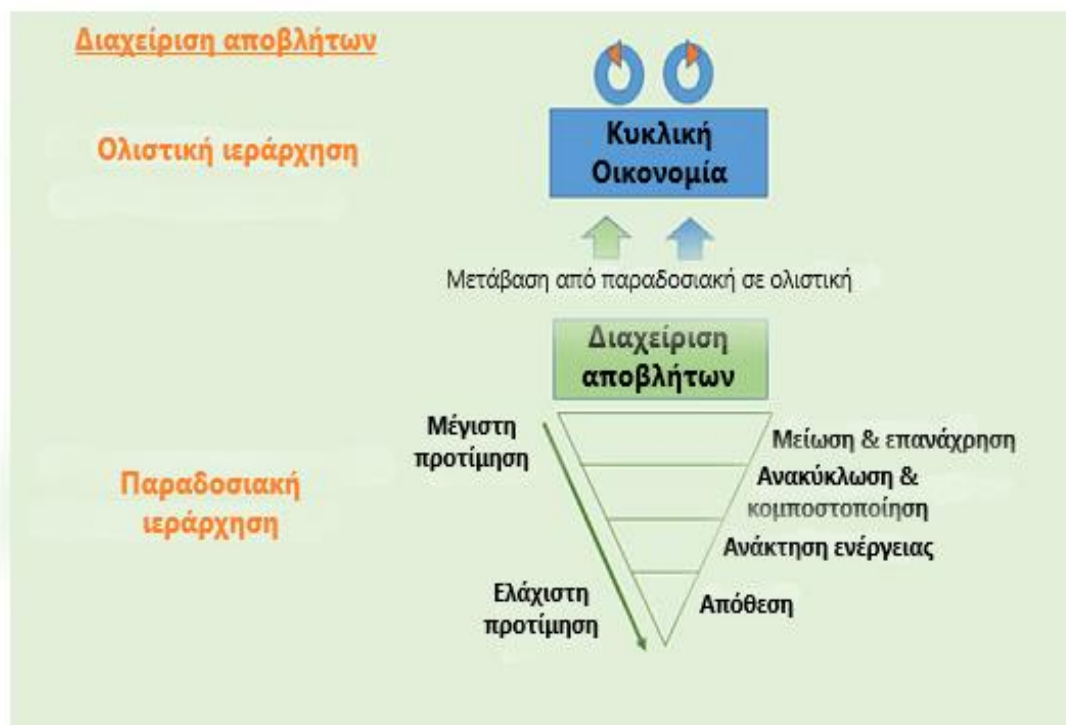 Διαχείριση αποβλήτων
Ολιστική ιεράρχηση
Κυκλική
Οικονομία
Μετάβαση από παραδοσιακή σε ολιστική
Διαχείριση
αποβλήτων
Παραδοσιακή
ιεράρχηση
Μέγιστη
προτίμηση
Μείωση & επανάχρηση
Ανακύκλωση &
κομποστοποίηση
Ανάκτηση ενέργειας
Ελάχιστη
προτίμηση
Απόθεση